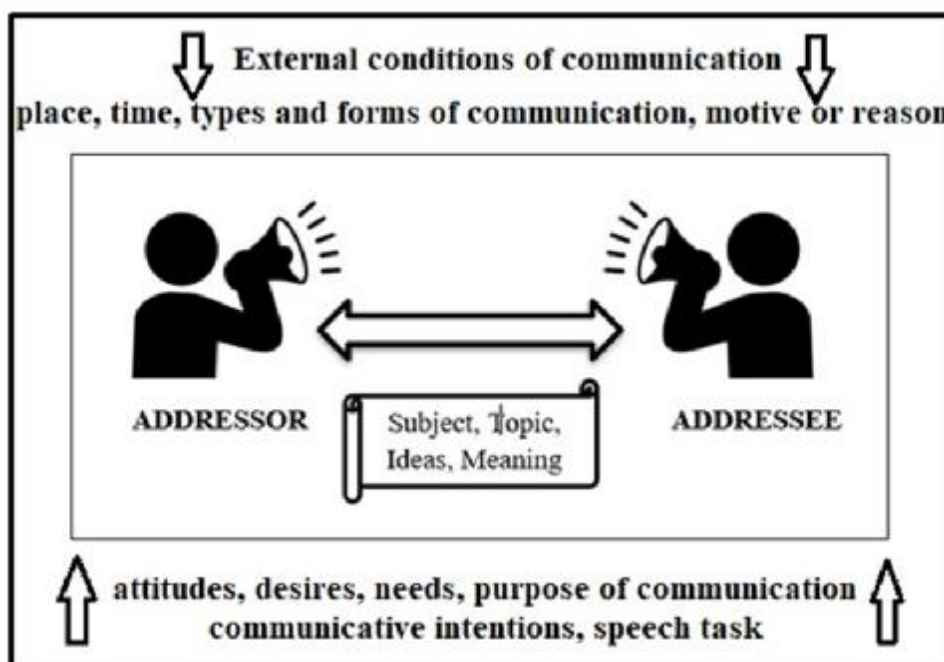 External conditions of communication
place, time, types and forms of communication, motive or reason
ADDRESSOR
ADDRESSEE
Subject, Topic,
Ideas, Meaning
attitudes, desires, needs, purpose of communication
communicative intentions, speech task